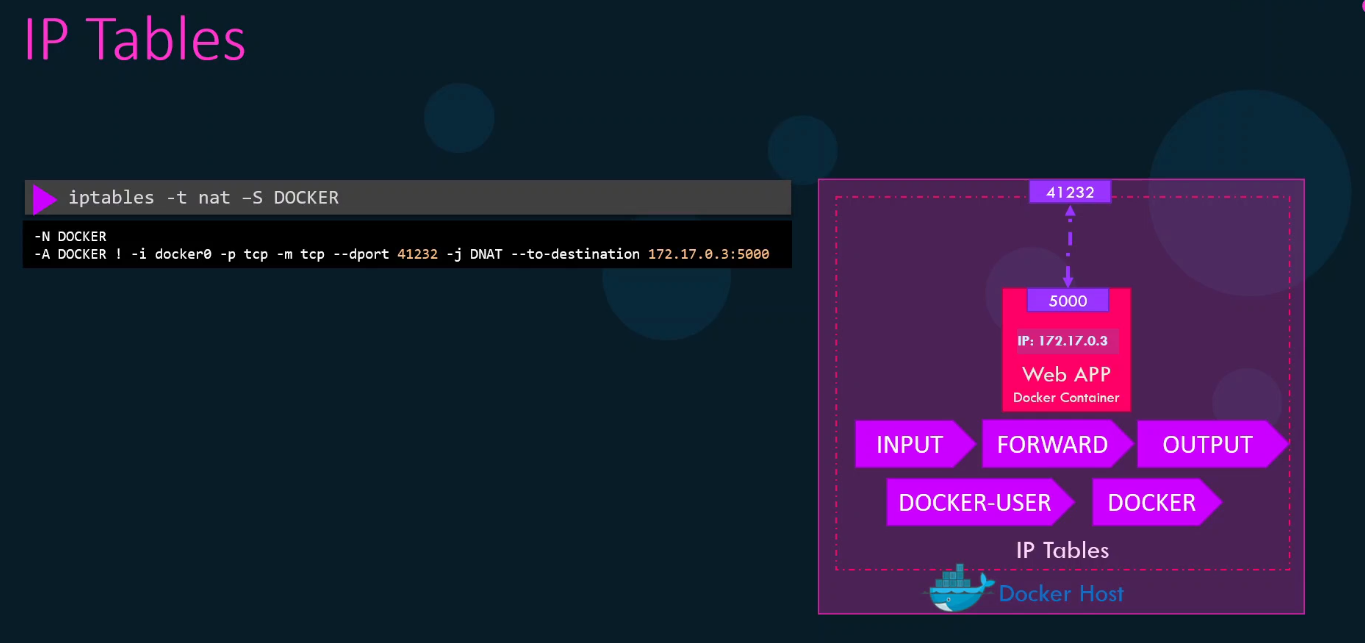 IP Tables
iptables -t nat –S DOCKER
-N DOCKER
-A DOCKER ! -i docker0 -p tcp -m tcp --dport 41232 -j DNAT --to-destination 172.17.0.3:5000
41232
5000
IP: 172.17.0.3
Web APP
Docker Container
INPUT
FORWARD
OUTPUT
DOCKER-USER
DOCKER
IP Tables
Docker Host